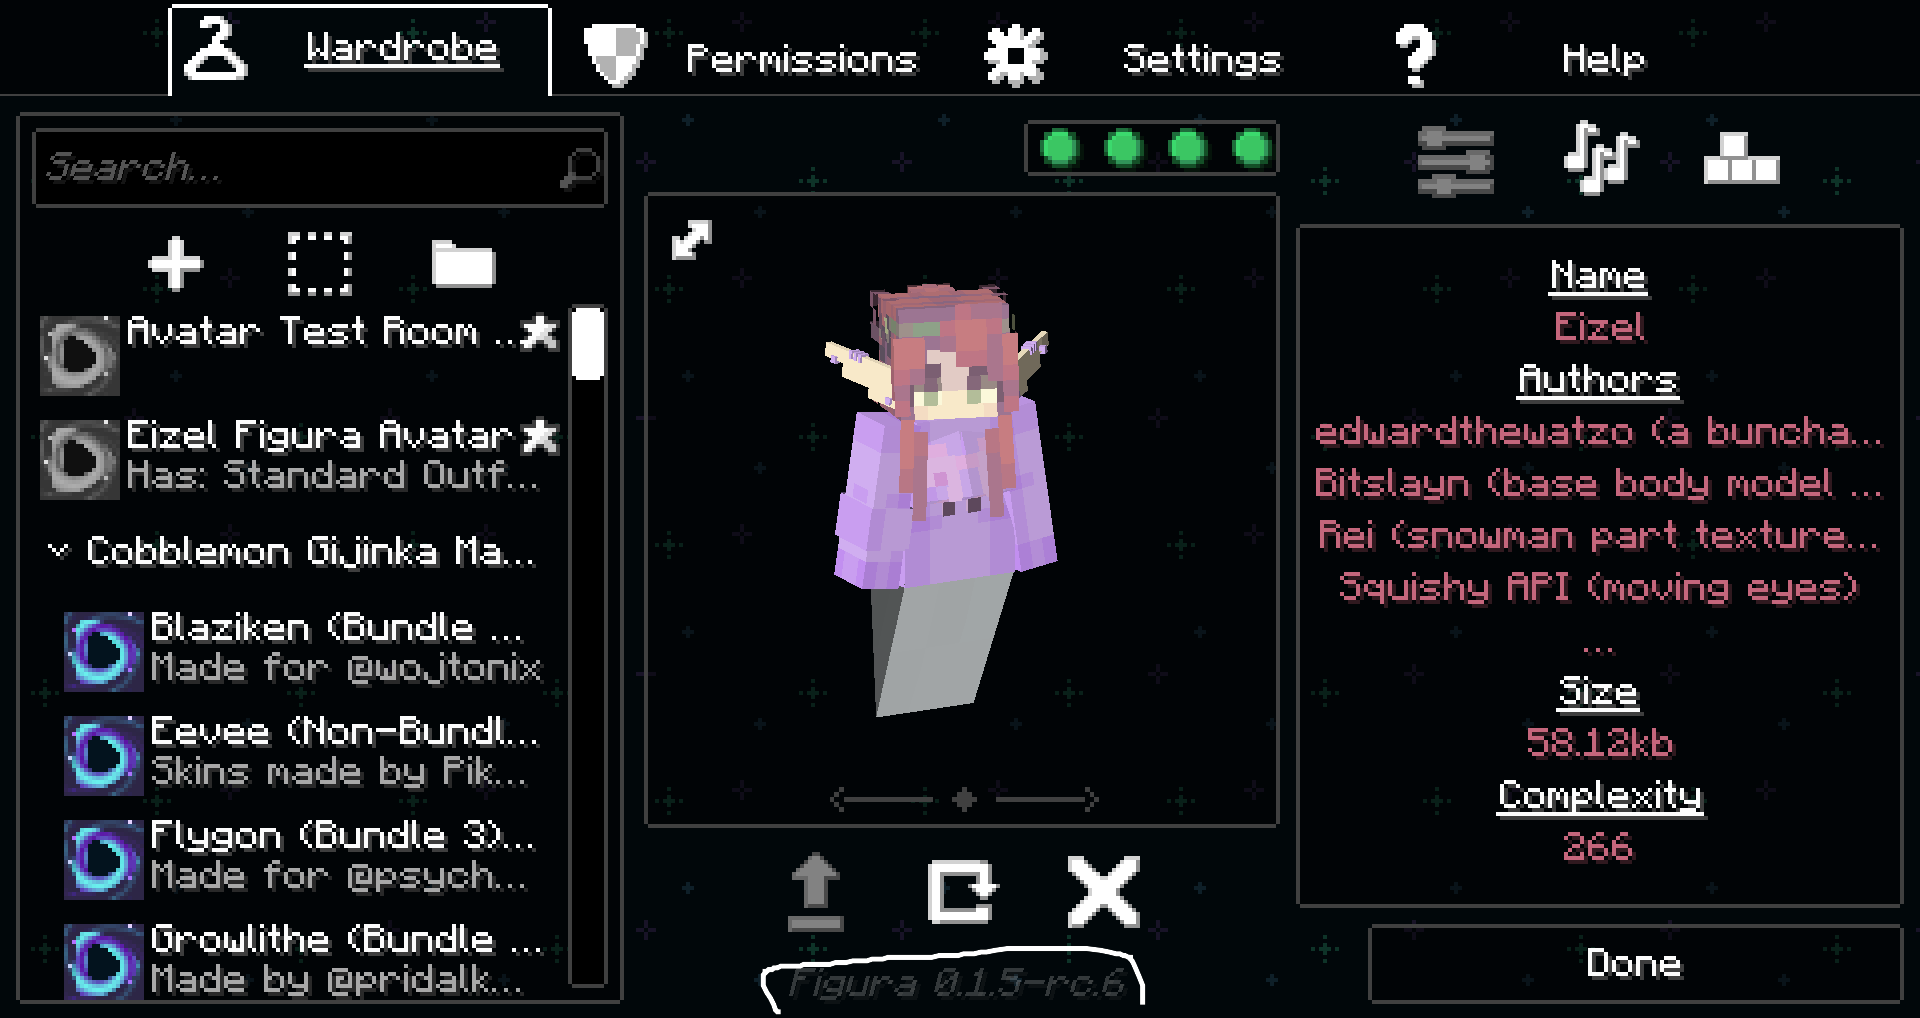 Wardrobe
Permissions
Settings
Help
Search...
Avatar Test Room ...
Eizel Figura Avatar
Has: Standard Outf...
Cobblemon Gijinka Ma...
Blaziken (Bundle ...
Made for @wojtonix
Eevee (Non-Bundl...
Skins made by Pik...
Flygon (Bundle 3)...
Made for @psych...
Growlithe (Bundle ...
Made by @pridalk...
Figura 0.1.5-rc.6
Name
Eizel
Authors
edwardthewatzo (a buncha...
Bitslayn (base body model ...
Rei (snowman part texture...
Squishy API (moving eyes)
...
Size
58.12kb
Complexity
266
Done